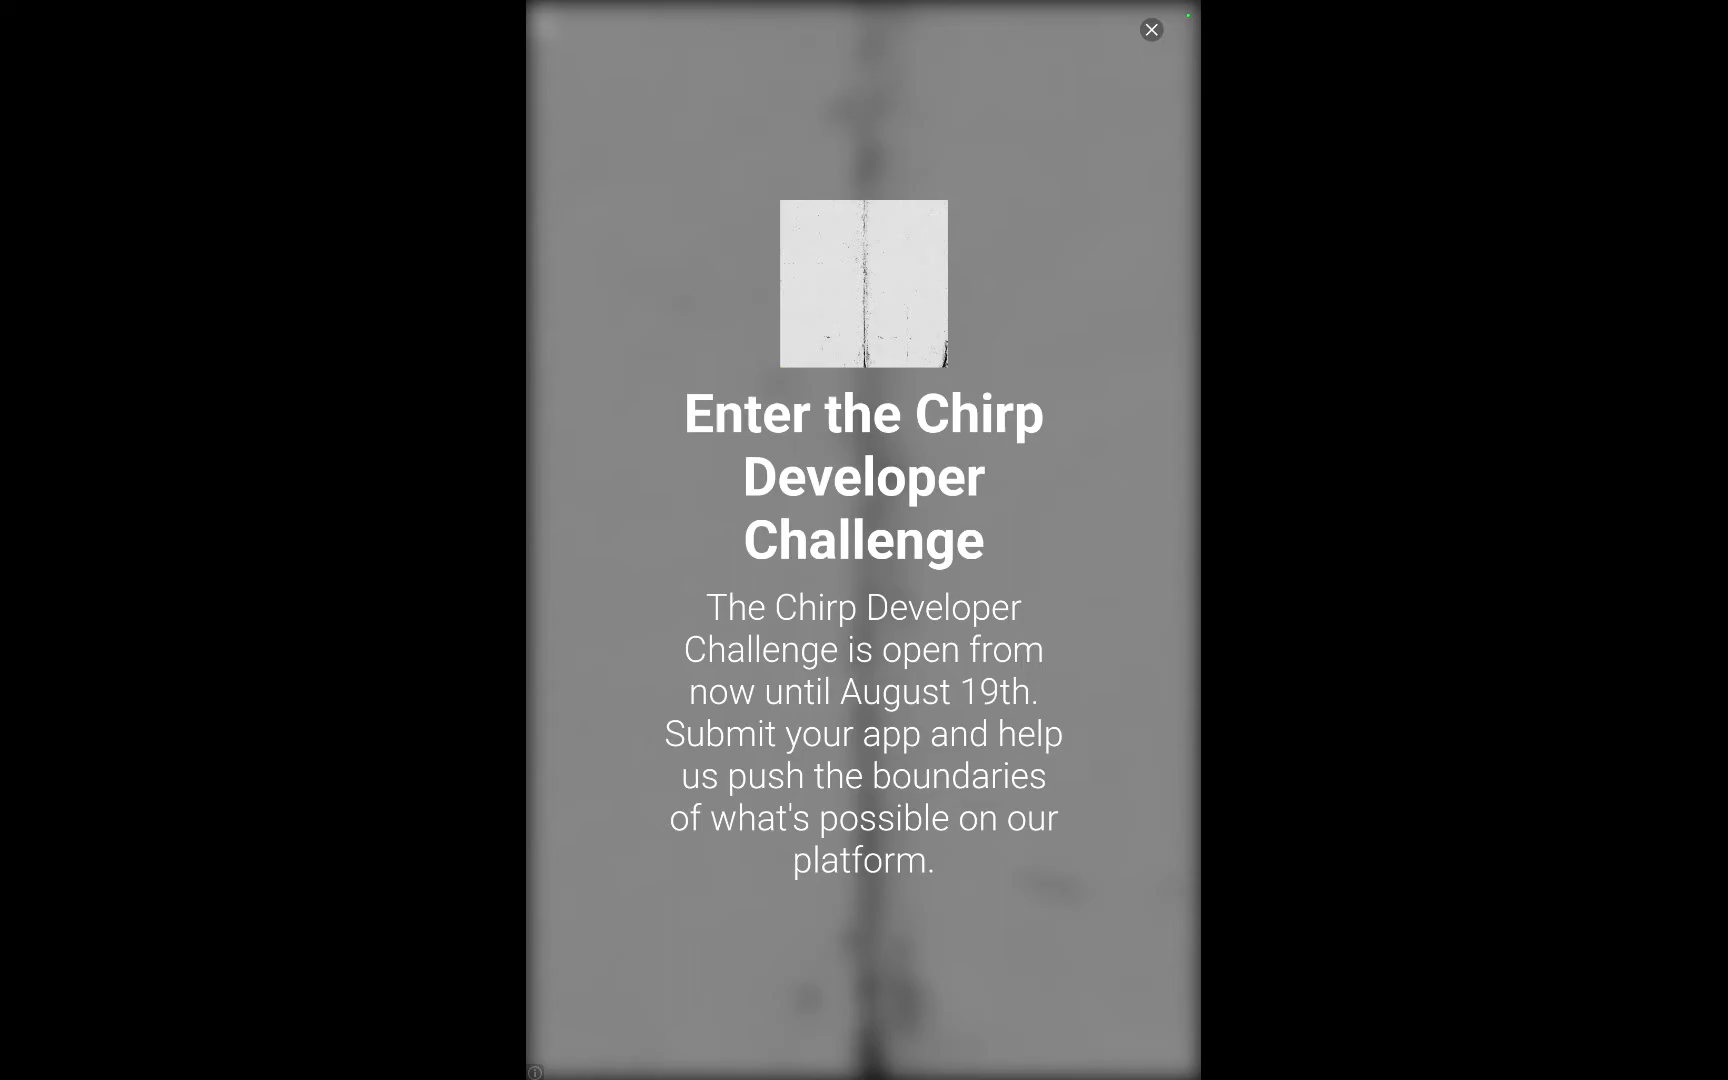 Enter the Chirp
Developer
Challenge
The Chirp Developer
Challenge is open from
now until August 19th.
Submit your app and help
us push the boundaries
of what's possible on our
platform.